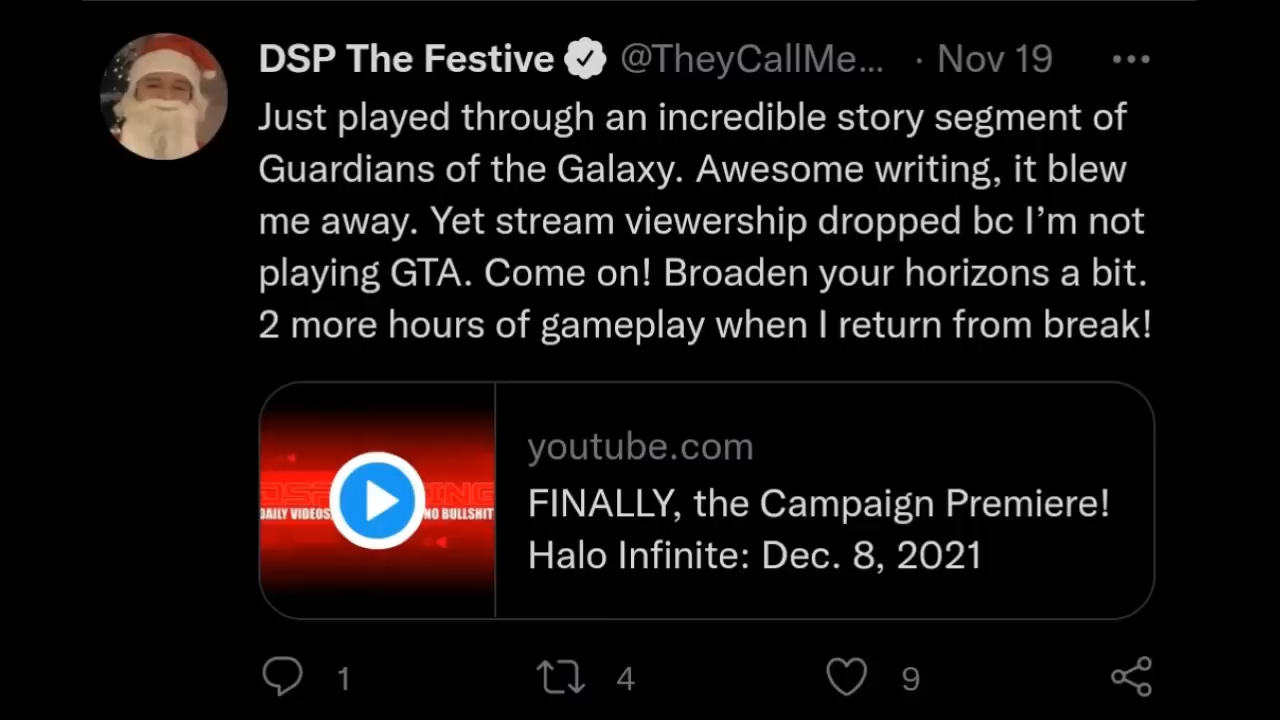 DSP The Festive @TheyCallMe... · Nov 19
Just played through an incredible story segment of
Guardians of the Galaxy. Awesome writing, it blew
me away. Yet stream viewership dropped bc I’m not
playing GTA. Come on! Broaden your horizons a bit.
2 more hours of gameplay when I return from break!
youtube.com
DAILY VIDEOS, NO BULLSHIT
FINALLY, the Campaign Premiere!
Halo Infinite: Dec. 8, 2021
1 4 9